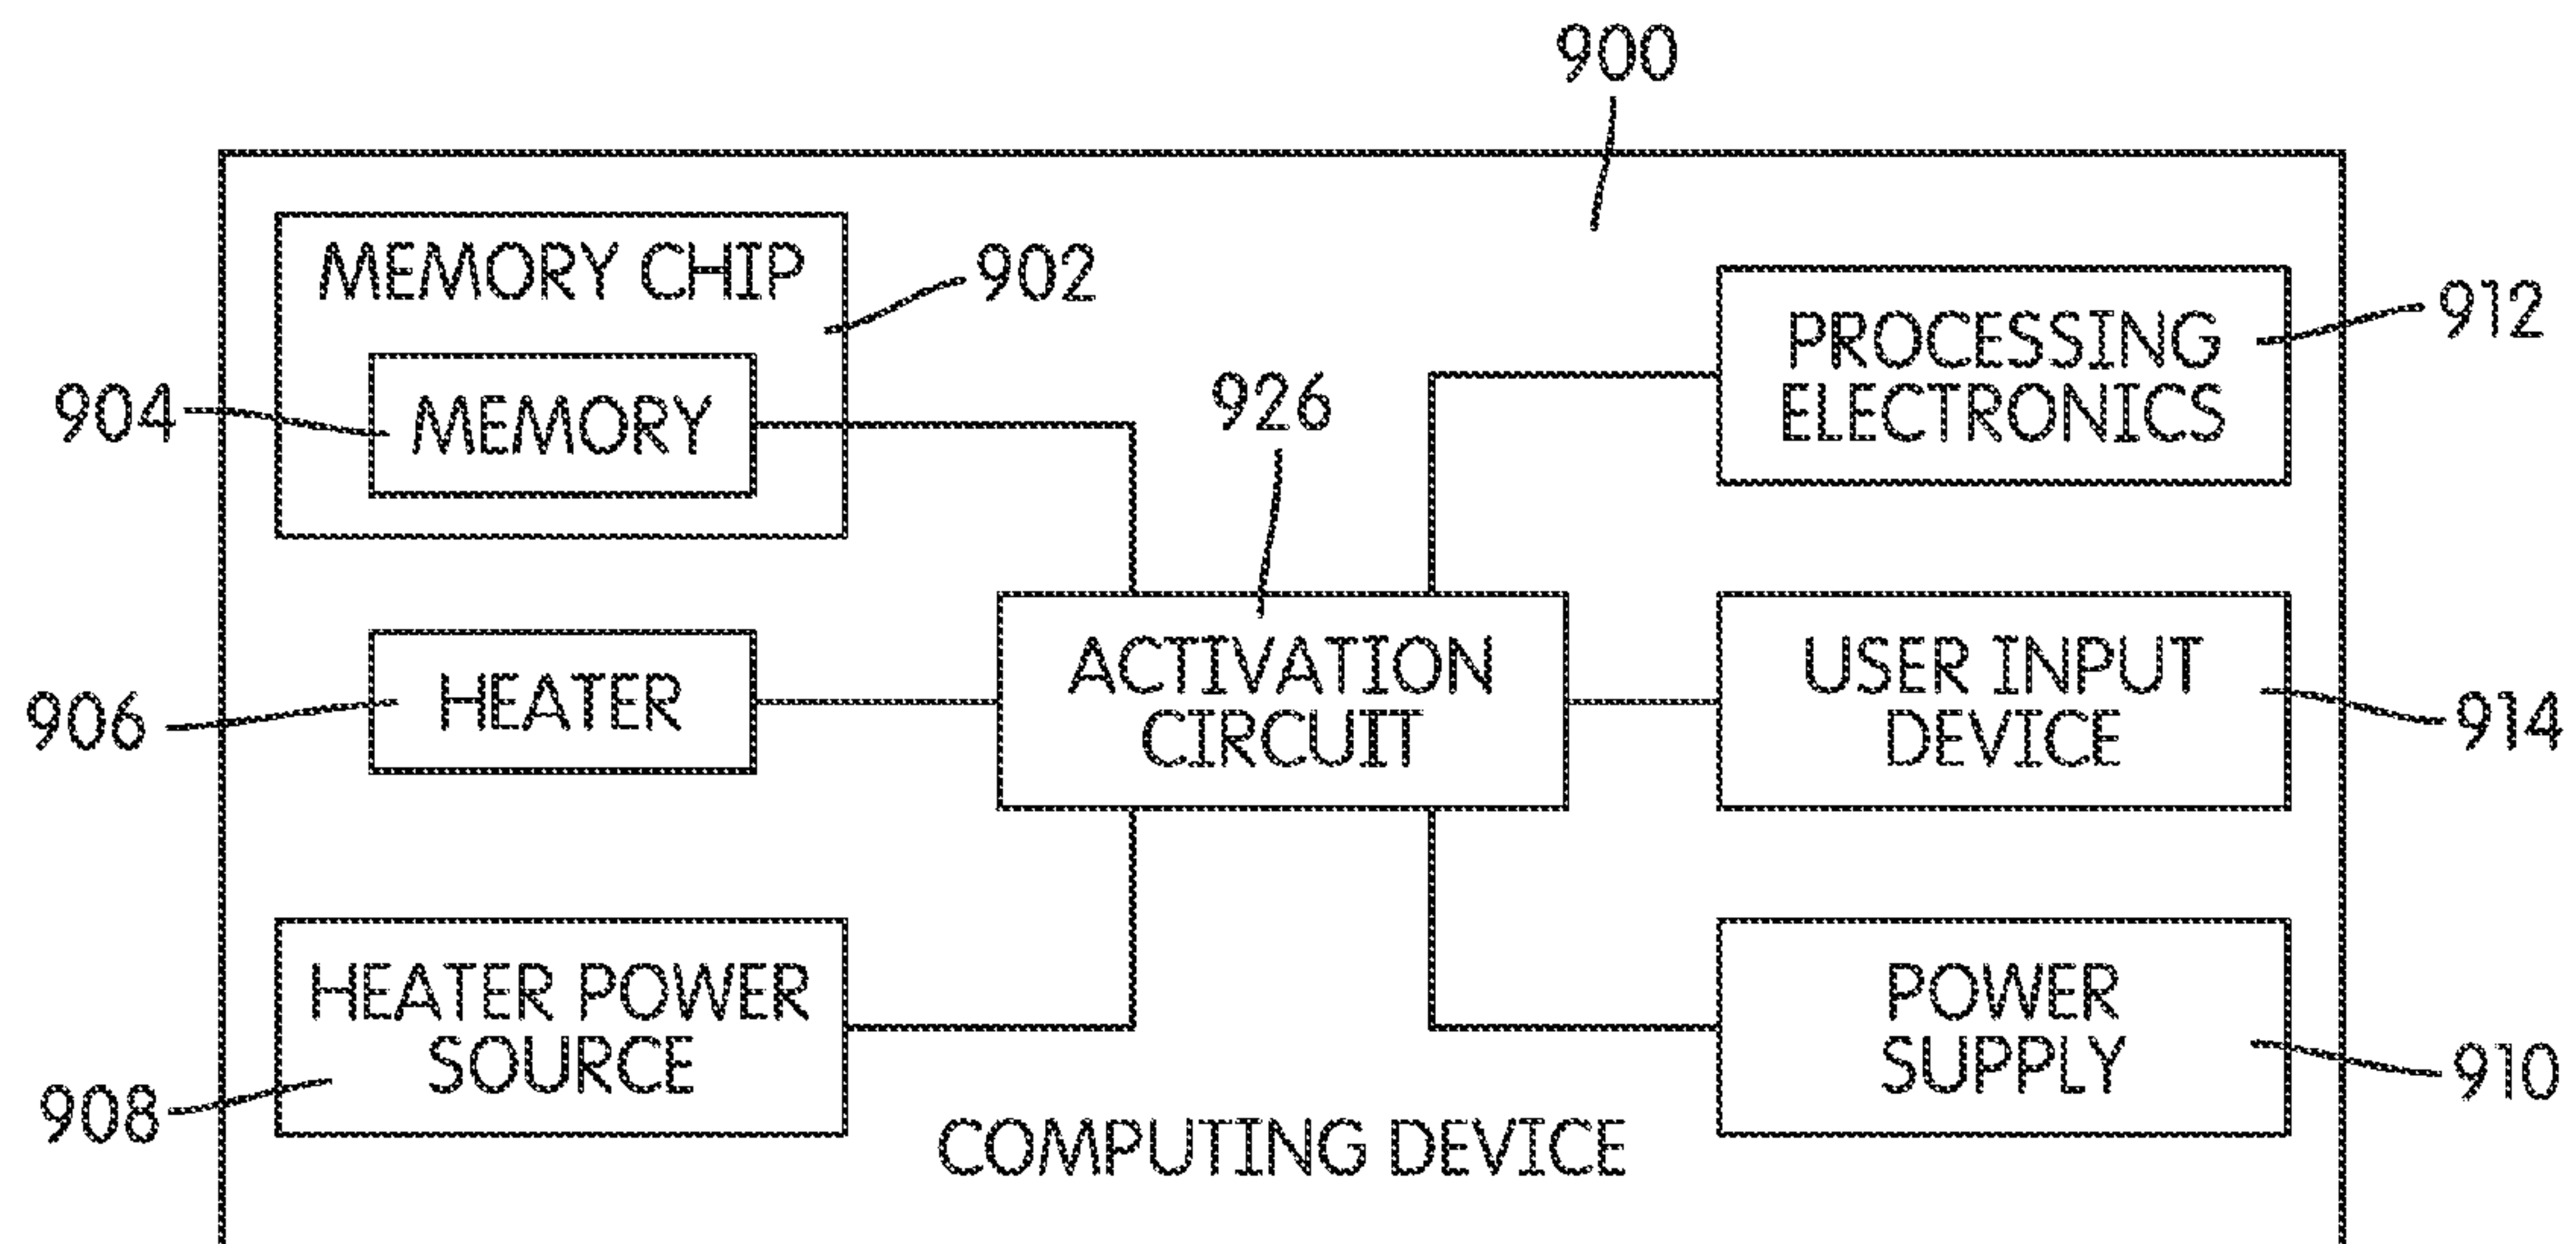 900
MEMORY CHIP
902
912
PROCESSING
ELECTRONICS
904
MEMORY
926
906
HEATER
ACTIVATION
CIRCUIT
USER INPUT
DEVICE
914
HEATER POWER
SOURCE
908
POWER
SUPPLY
910
COMPUTING DEVICE